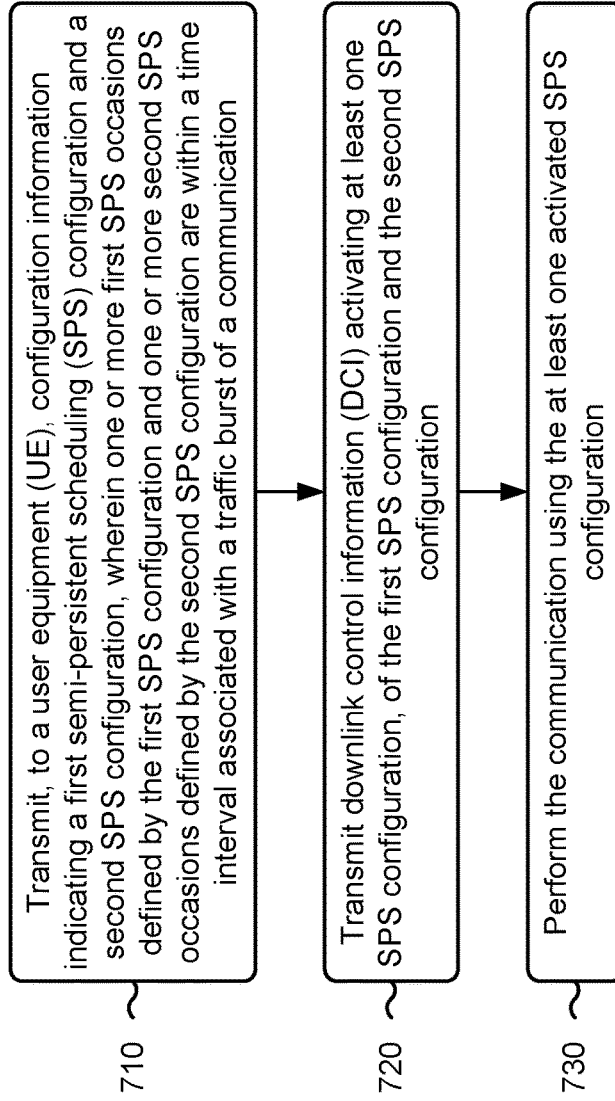 710
Transmit, to a user equipment (UE), configuration information
indicating a first semi-persistent scheduling (SPS) configuration and a
second SPS configuration, wherein one or more first SPS occasions
defined by the first SPS configuration and one or more second SPS
occasions defined by the second SPS configuration are within a time
interval associated with a traffic burst of a communication
720
Transmit downlink control information (DCI) activating at least one
SPS configuration, of the first SPS configuration and the second SPS
configuration
730
Perform the communication using the at least one activated SPS
configuration